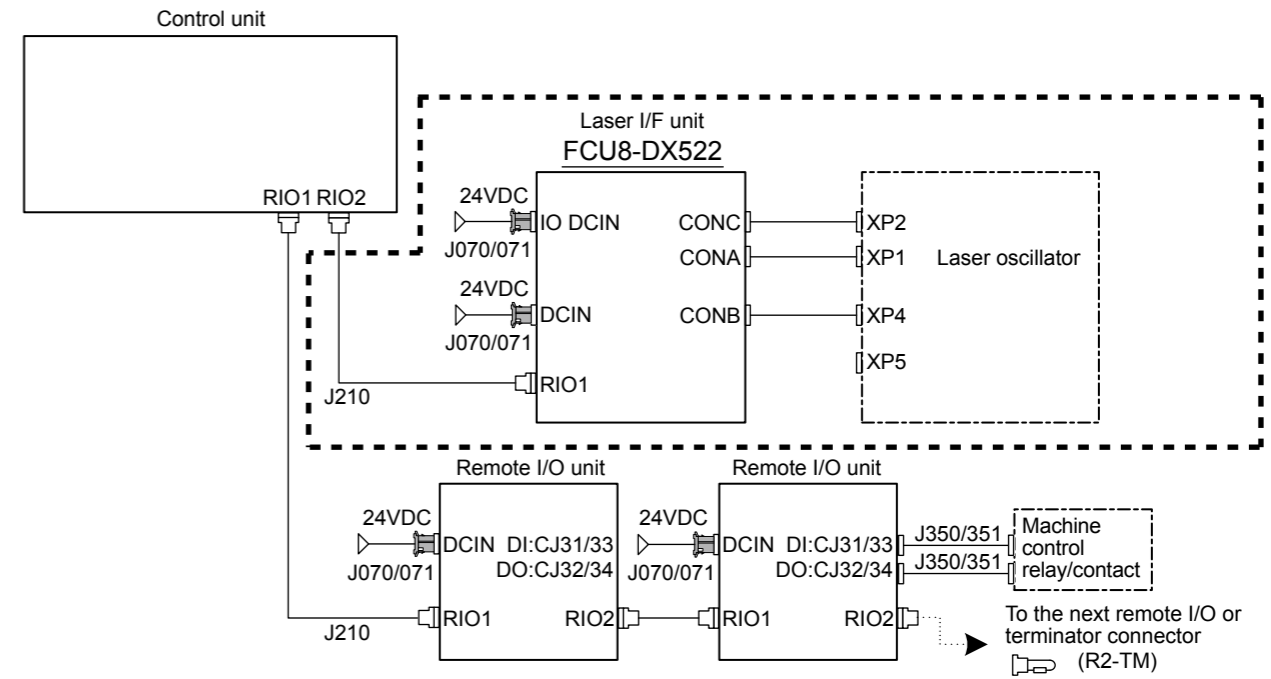 Control unit
RIO1 RIO2
Laser I/F unit
FCU8-DX522
24VDC
IO DCIN
J070/071
24VDC
DCIN
J070/071
RIO1
J210
CONC
CONA
CONB
XP2
XP1
Laser oscillator
XP4
XP5
Remote I/O unit
24VDC
DCIN
DI:CJ31/33
DO:CJ32/34
J070/071
RIO1
RIO2
J210
Remote I/O unit
24VDC
DCIN
DI:CJ31/33
DO:CJ32/34
J070/071
RIO1
RIO2
J350/351
J350/351
Machine
control
relay/contact
To the next remote I/O or
terminator connector
(R2-TM)